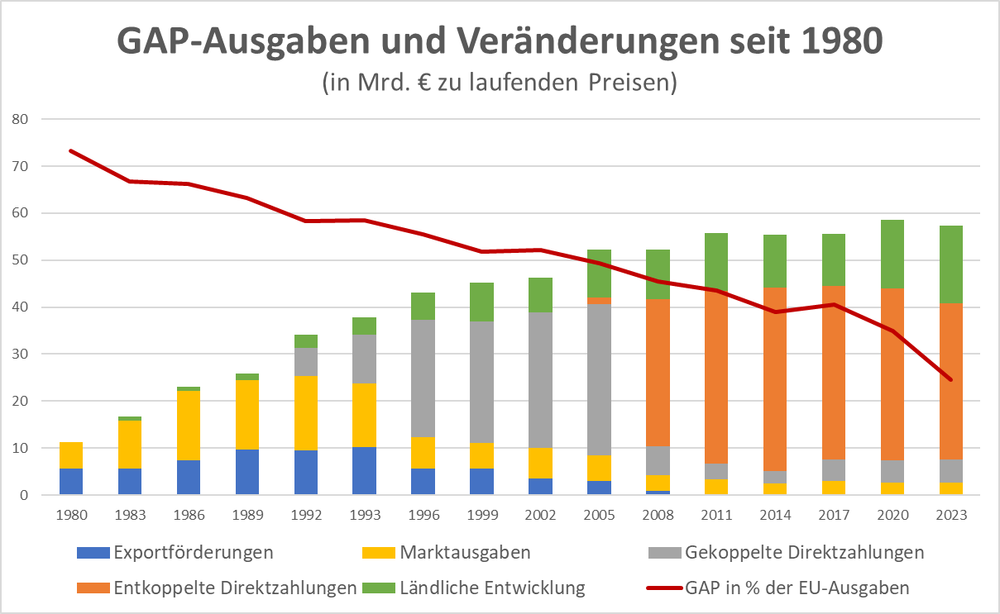 GAP-Ausgaben und Veränderungen seit 1980
(in Mrd. € zu laufenden Preisen)
80
70
60
50
40
30
20
10
0
1980 1983 1986 1989 1992 1993 1996 1999 2002 2005 2008 2011 2014 2017 2020 2023
Exportförderungen Marktausgaben Gekoppelte Direktzahlungen
Entkoppelte Direktzahlungen Ländliche Entwicklung GAP in % der EU-Ausgaben